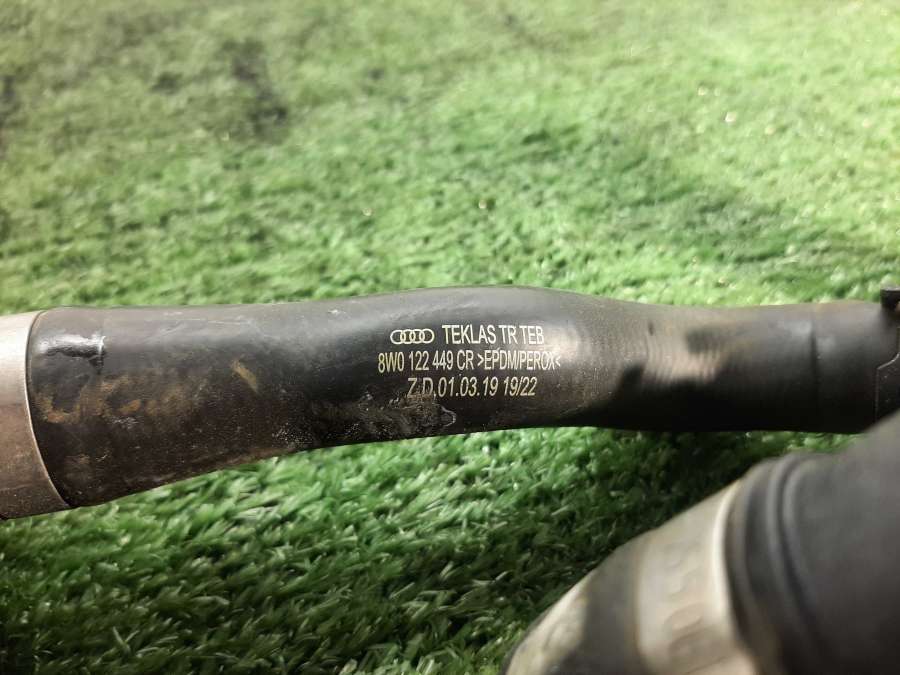 TEKLAS TR TEB
8W0 122 449 CR >EPDM/PEROX<
Z.D.01.03.19 19/22